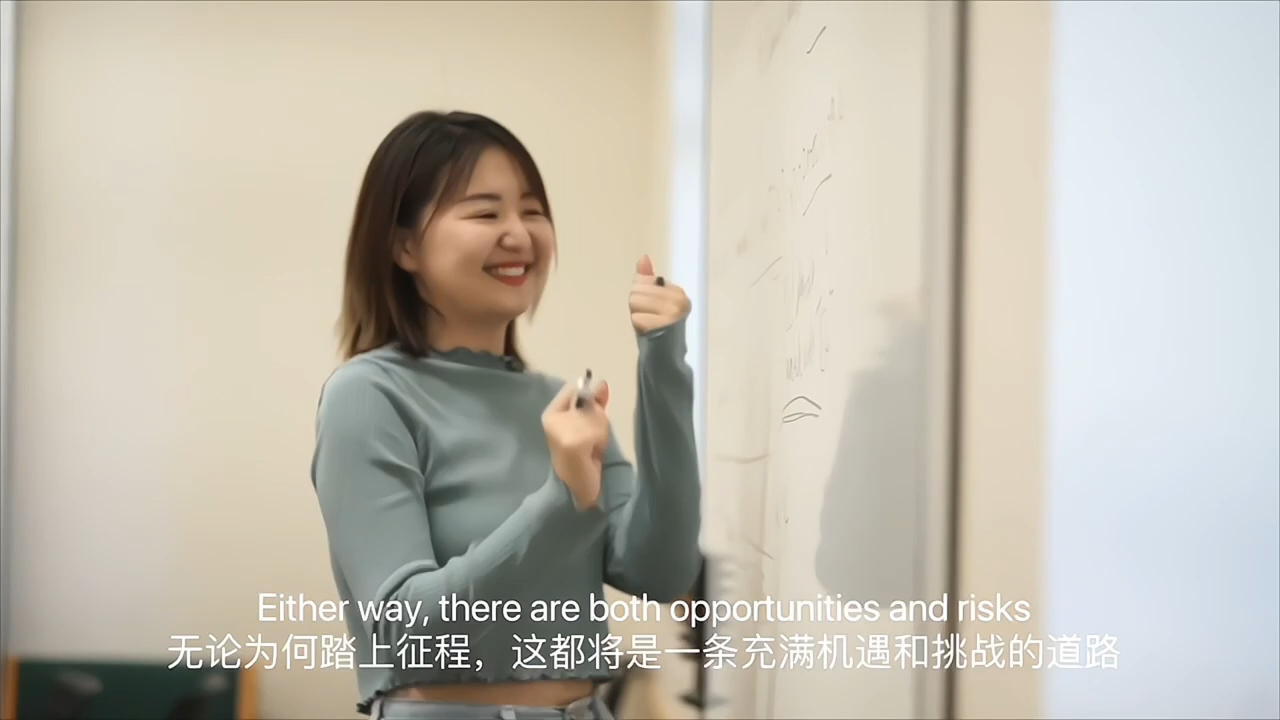 Either way, there are both opportunities and risks
无论为何踏上征程，这都将是一条充满机遇和挑战的道路